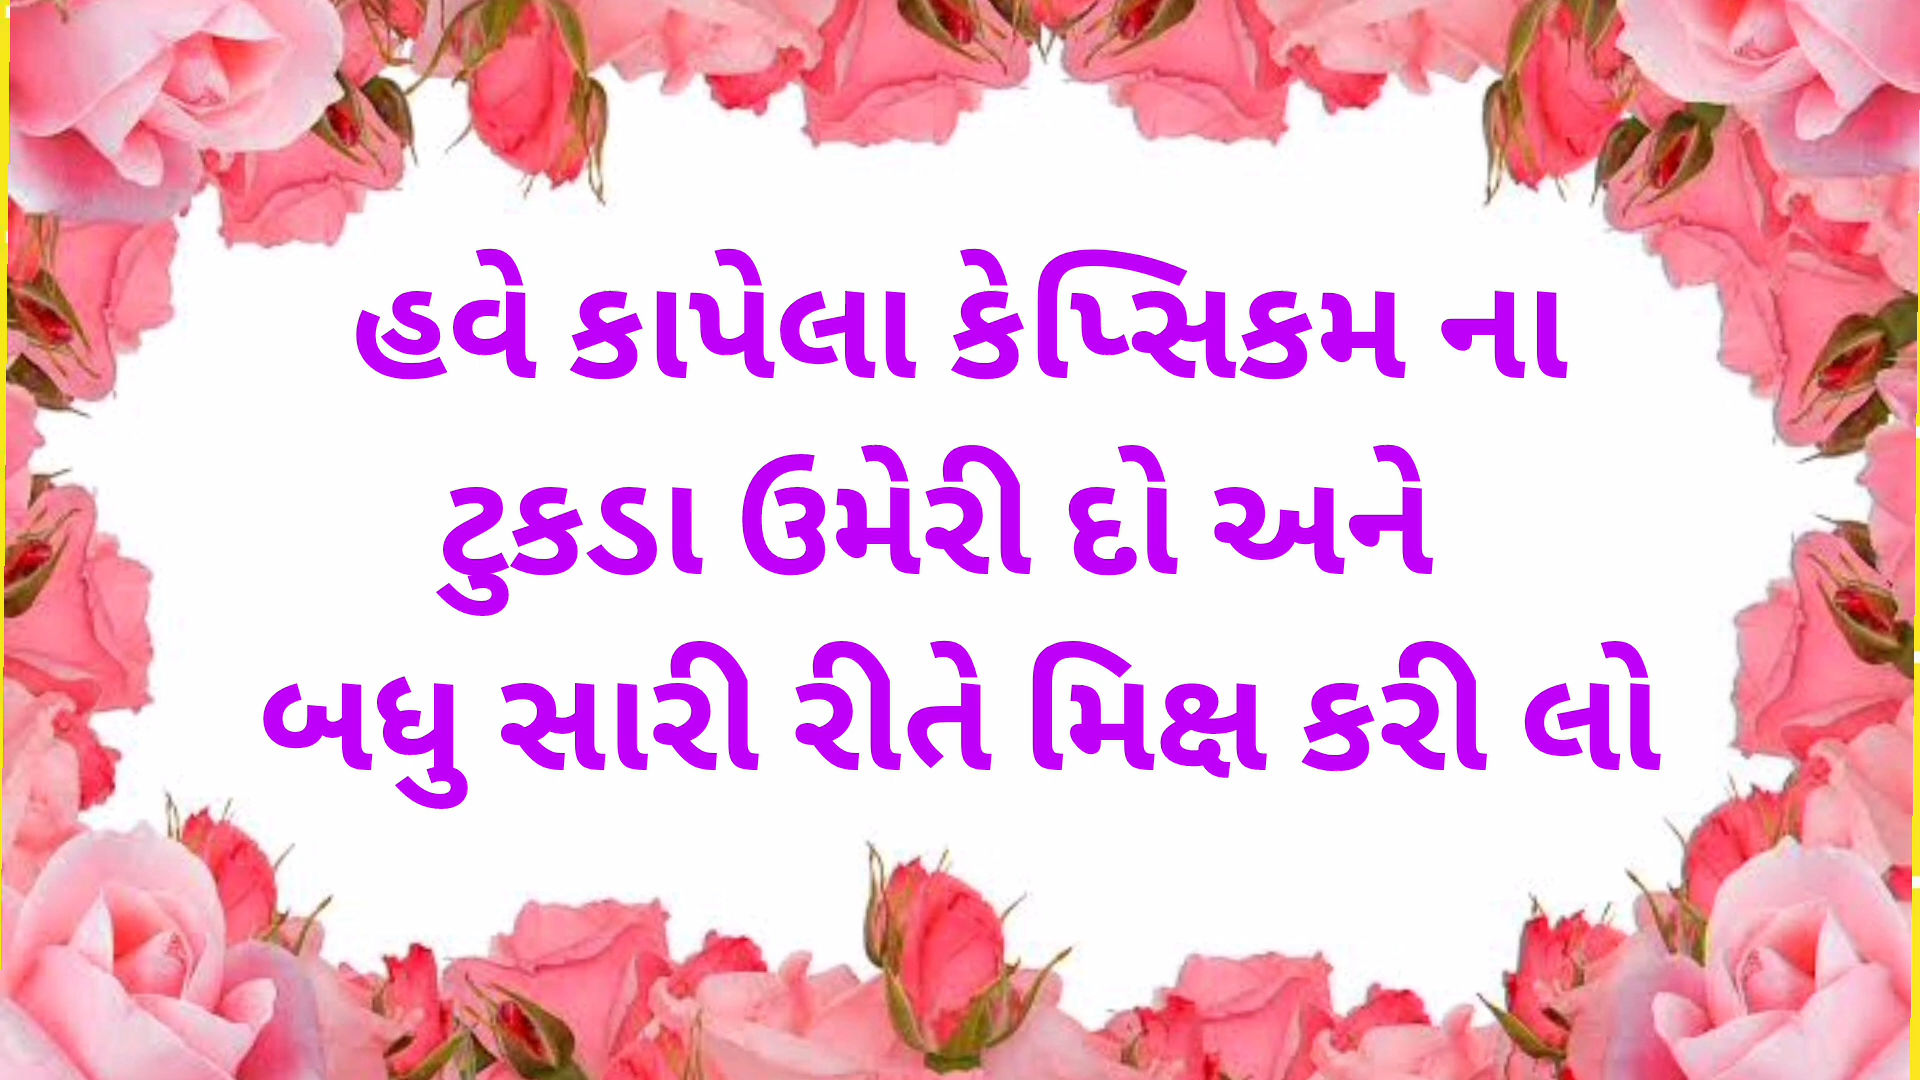 હવે કાપેલા કેપ્સિકમ ના
ટુકડા ઉમેરી દો અને
બધુ સારી રીતે મિક્ષ કરી લો